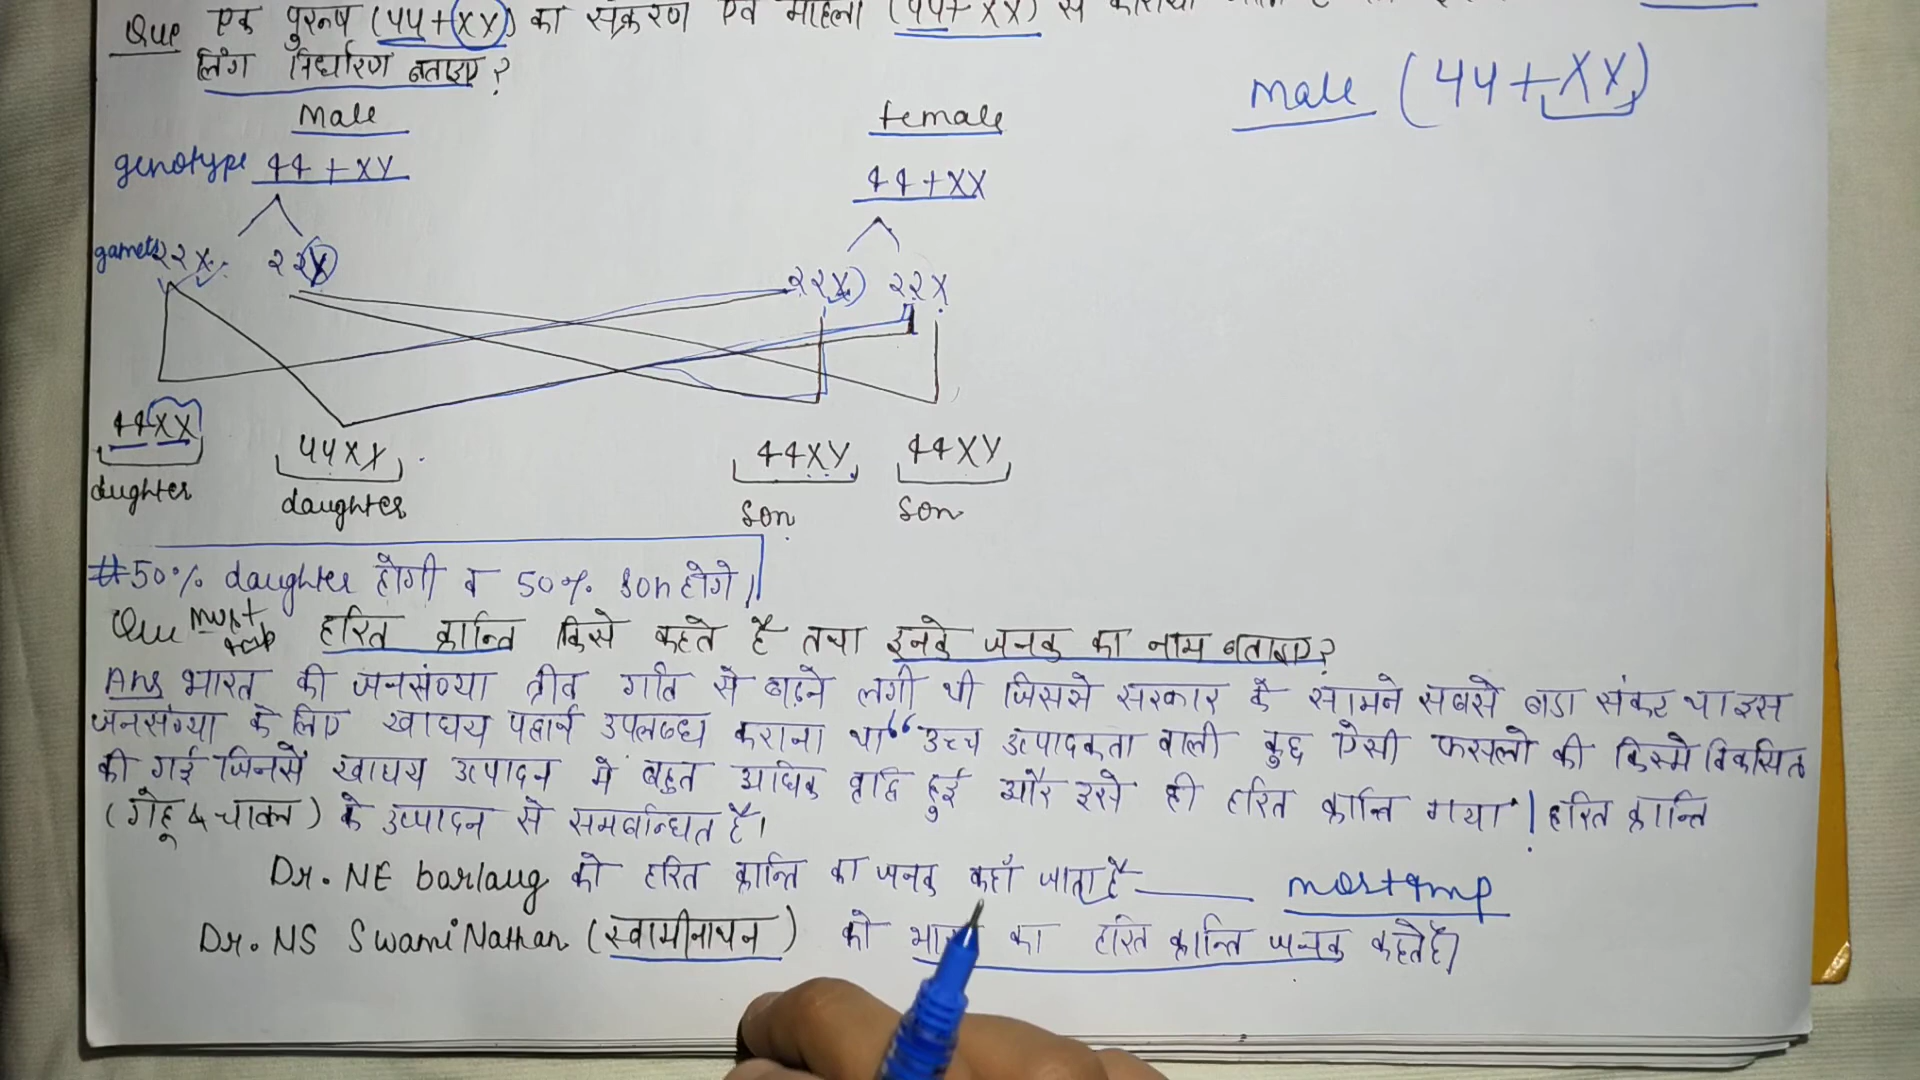 Que एक पुरुष (44+XY) का संक्रमण एवं महिला (44+XX) से
लिंग निर्धारण बताइए?
male (44+XY)
Male female
genotype 44+XY 44+XX
gamets 22X 22Y 22X 22X
44XX 44XX 44XY 44XY
dughter daughter son son
#50% daughter होगी व 50% son होगे।
Que must हरित क्रान्ति किसे कहते है तथा इनके जनक का नाम बताइए?
Ans भारत की जनसंख्या तीव्र गति से बढ़ने लगी थी जिससे सरकार के सामने सबसे बड़ा संकट था इस
जनसंख्या के लिए खाघय पदार्थ उपलब्ध कराना था "उच्च उत्पादकता वाली कुछ ऐसी फसलो की किस्मे विकसित
की गई जिनसे खाघय उत्पादन मे बहुत अधिक वृद्वि हुई और इसे ही हरित क्रान्ति गया'। हरित क्रान्ति
(गेहूं & चावल) के उत्पादन से सम्बन्धित है।
Dr. NE barlaug को हरित क्रान्ति का जनक कहाँ जाता है mostimp
Dr. NS SwamiNathan (स्वामीनाथन) को भारत का हरित क्रान्ति जनक कहते है।